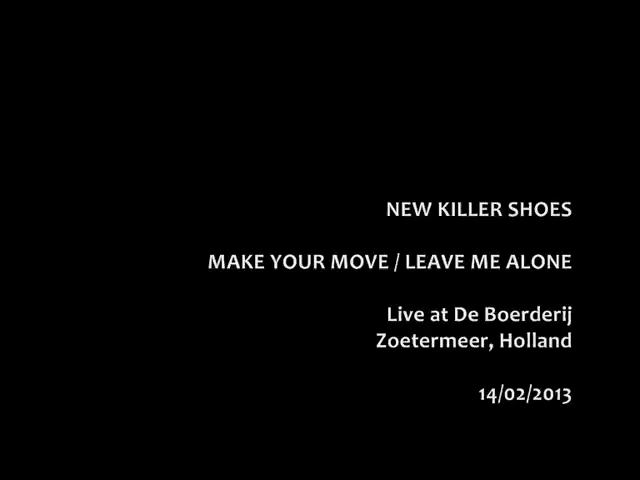 NEW KILLER SHOES
MAKE YOUR MOVE / LEAVE ME ALONE
Live at De Boerderij
Zoetermeer, Holland
14/02/2013